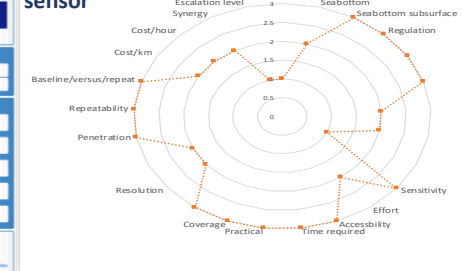 sensor
Escalation level
3
Seabottom
Synergy
Seabottom subsurface
2,5
Cost/hour
Regulation
2
Cost/km
1,5
1
Baseline/versus/repeat
0,5
Repeatability
0
Penetration
Resolution
Sensitivity
Effort
Coverage
Accessbility
Practical
Time required